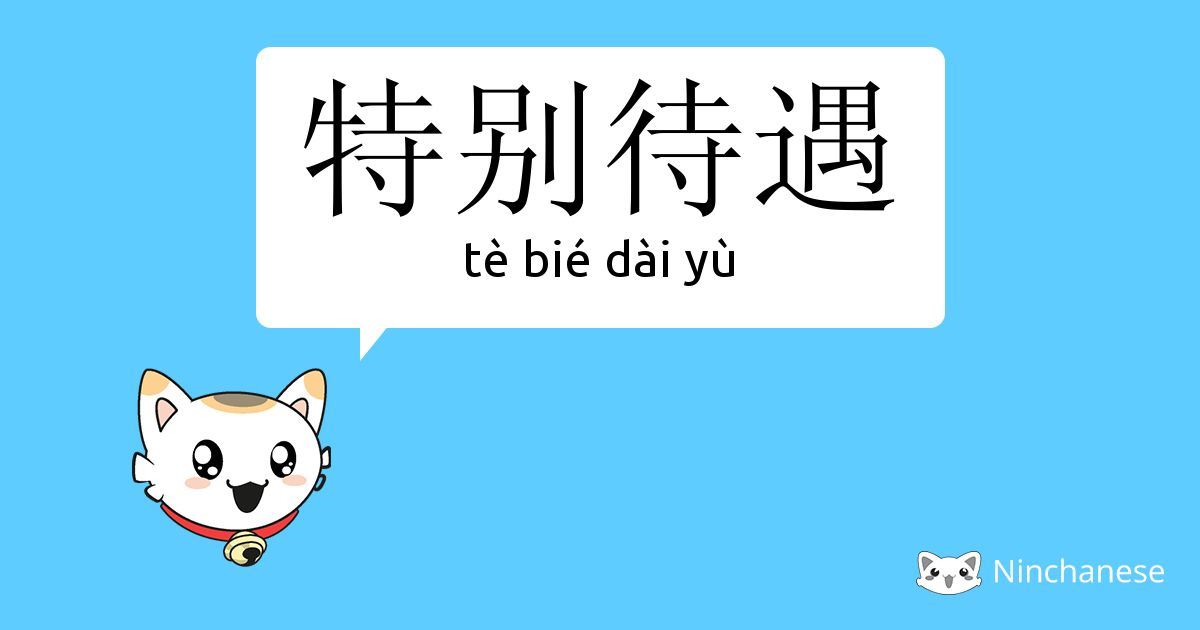 特别待遇
tè bié dài yù
Ninchanese